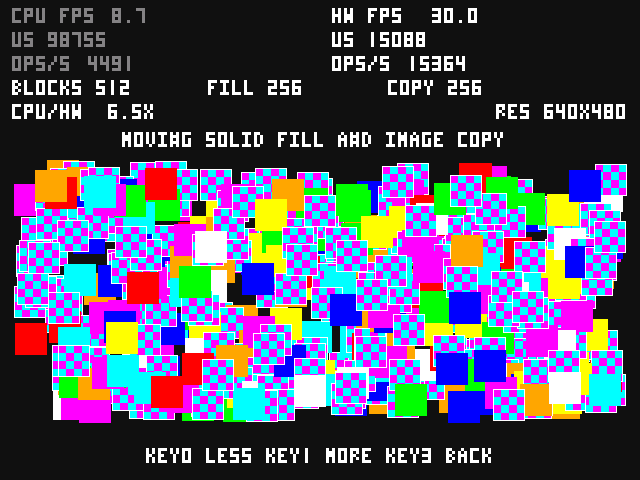 CPU FPS 8.7 HW FPS 30.0
US 98755 US 15088
OPS/S 4491 OPS/S 15364
BLOCKS 512 FILL 256 COPY 256
CPU/HW 6.5X RES 640X480
MOVING SOLID FILL AND IMAGE COPY
KEY0 LESS KEY1 MORE KEY3 BACK